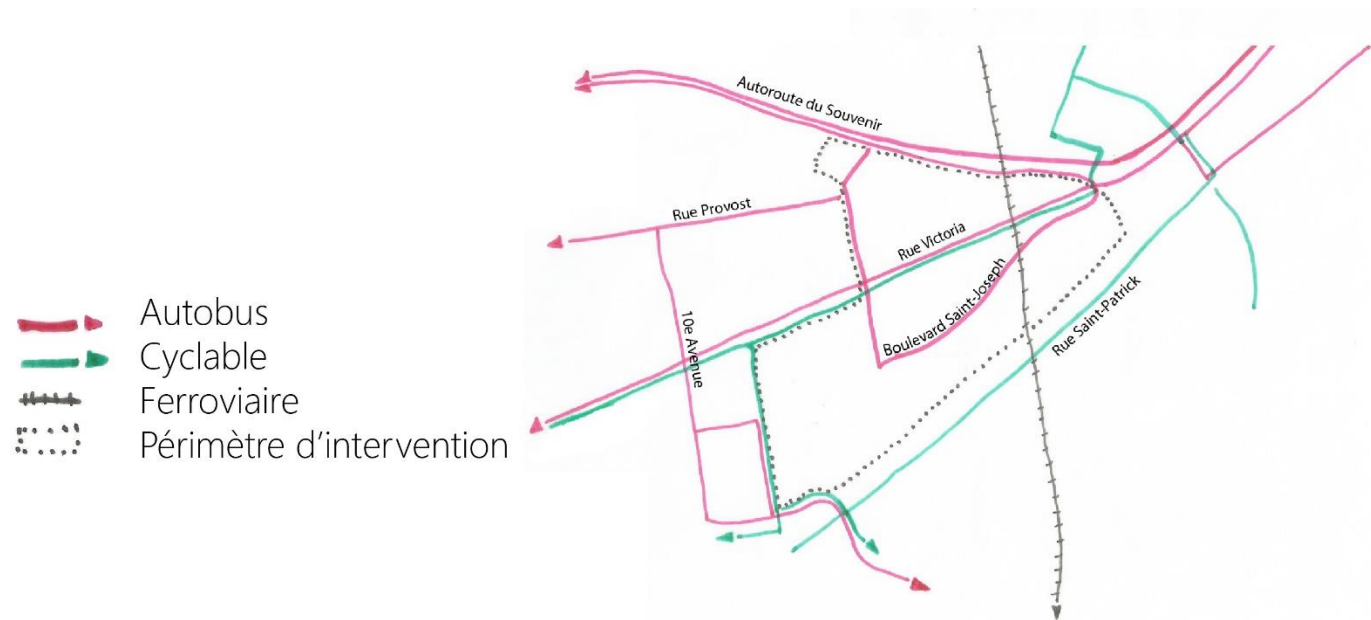 Autobus
Cyclable
Ferroviaire
Périmètre d'intervention
Autoroute du Souvenir
Rue Provost
Rue Victoria
Boulevard Saint-Joseph
10e Avenue
Rue Saint-Patrick